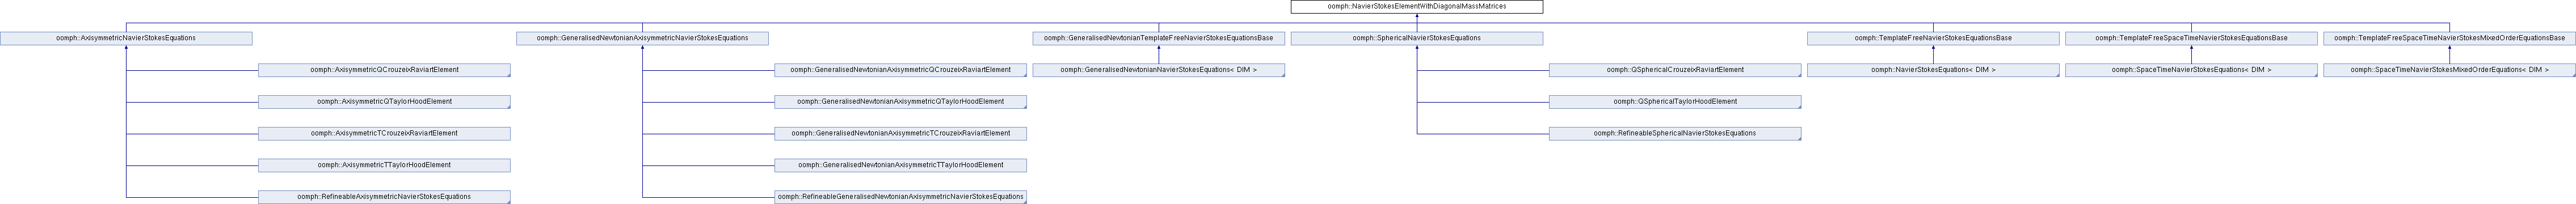 oomph::NavierStokesElementWithDiagonalMassMatrices
oomph::AxisymmetricNavierStokesEquations
oomph::GeneralisedNewtonianAxisymmetricNavierStokesEquations
oomph::GeneralisedNewtonianTemplateFreeNavierStokesEquationsBase
oomph::SphericalNavierStokesEquations
oomph::TemplateFreeNavierStokesEquationsBase
oomph::TemplateFreeSpaceTimeNavierStokesEquationsBase
oomph::TemplateFreeSpaceTimeNavierStokesMixedOrderEquationsBase
oomph::AxisymmetricQCrouzeixRaviartElement
oomph::GeneralisedNewtonianAxisymmetricQCrouzeixRaviartElement
oomph::GeneralisedNewtonianNavierStokesEquations< DIM >
oomph::QSphericalCrouzeixRaviartElement
oomph::NavierStokesEquations< DIM >
oomph::SpaceTimeNavierStokesEquations< DIM >
oomph::SpaceTimeNavierStokesMixedOrderEquations< DIM >
oomph::AxisymmetricQTaylorHoodElement
oomph::GeneralisedNewtonianAxisymmetricQTaylorHoodElement
oomph::QSphericalTaylorHoodElement
oomph::AxisymmetricTCrouzeixRaviartElement
oomph::GeneralisedNewtonianAxisymmetricTCrouzeixRaviartElement
oomph::RefineableSphericalNavierStokesEquations
oomph::AxisymmetricTTaylorHoodElement
oomph::GeneralisedNewtonianAxisymmetricTTaylorHoodElement
oomph::RefineableAxisymmetricNavierStokesEquations
oomph::RefineableGeneralisedNewtonianAxisymmetricNavierStokesEquations